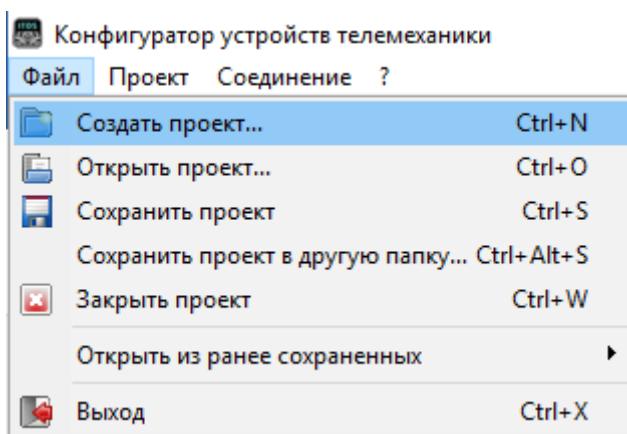 ITDS
Конфигуратор устройств телемеханики
Файл Проект Соединение ?
Создать проект... Ctrl+N
Открыть проект... Ctrl+O
Сохранить проект Ctrl+S
Сохранить проект в другую папку... Ctrl+Alt+S
Закрыть проект Ctrl+W
Открыть из ранее сохраненных
Выход Ctrl+X